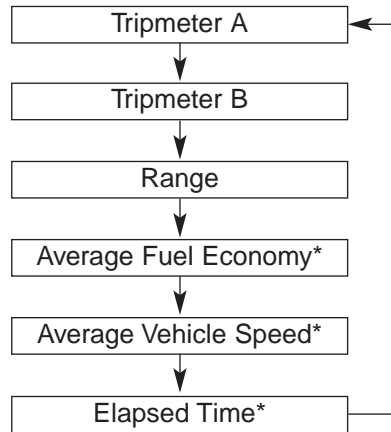 Tripmeter A
Tripmeter B
Range
Average Fuel Economy*
Average Vehicle Speed*
Elapsed Time*